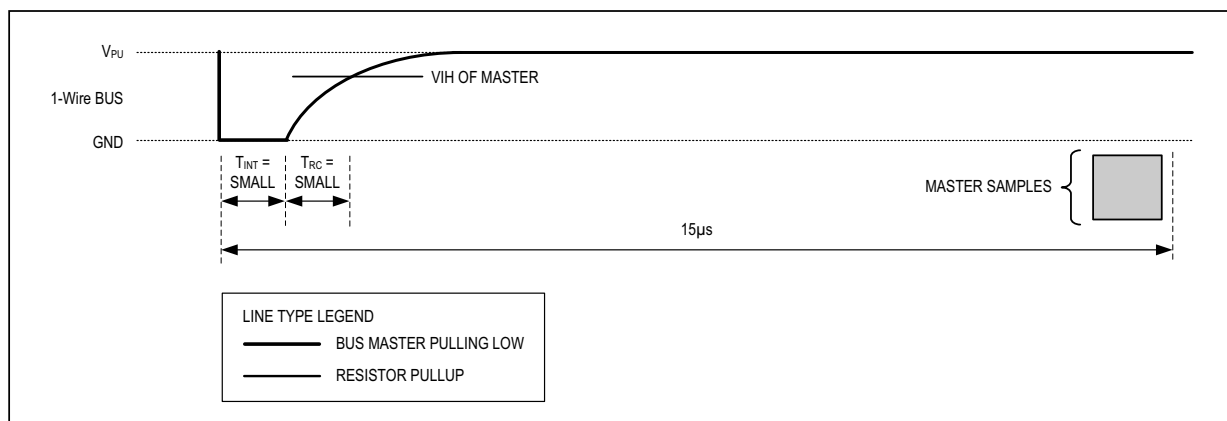 VPU
VIH OF MASTER
1-Wire BUS
GND
TINT =
SMALL
TRC =
SMALL
MASTER SAMPLES
15µs
LINE TYPE LEGEND
BUS MASTER PULLING LOW
RESISTOR PULLUP